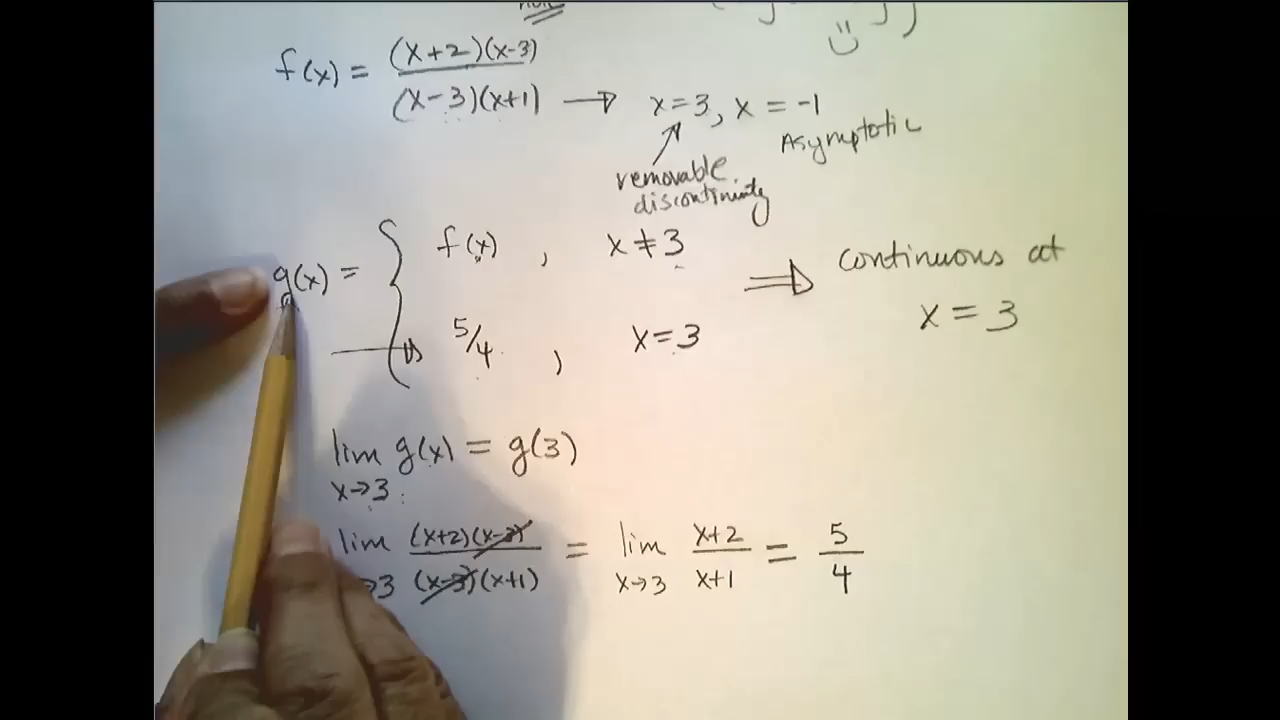 f(x) = (x+2)(x-3) / (x-3)(x+1) → x=3, x=-1
Asymptotic
removable
discontinuity
g(x) = { f(x) , x≠3
5/4 , x=3
⇒ continuous at
x=3
lim g(x) = g(3)
x→3
lim (x+2)(x-3) / (x-3)(x+1) = lim x+2 / x+1 = 5/4
→3 x→3